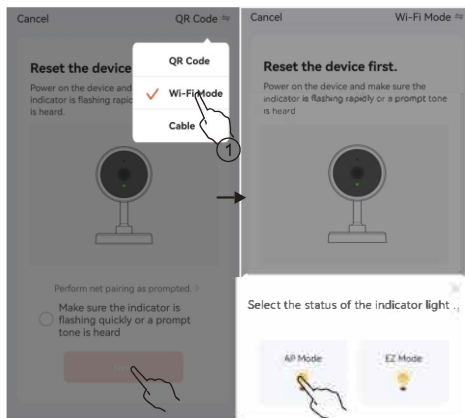 Cancel
QR Code ⇋
Reset the device
Power on the device and
indicator is flashing rapid
is heard.
QR Code
Wi-Fi Mode
Cable
1
Perform net pairing as prompted. >
Make sure the indicator is
flashing quickly or a prompt
tone is heard
Cancel
Wi-Fi Mode ⇋
Reset the device first.
Power on the device and make sure the
indicator is flashing rapidly or a prompt tone
is heard
Select the status of the indicator light
AP Mode
EZ Mode